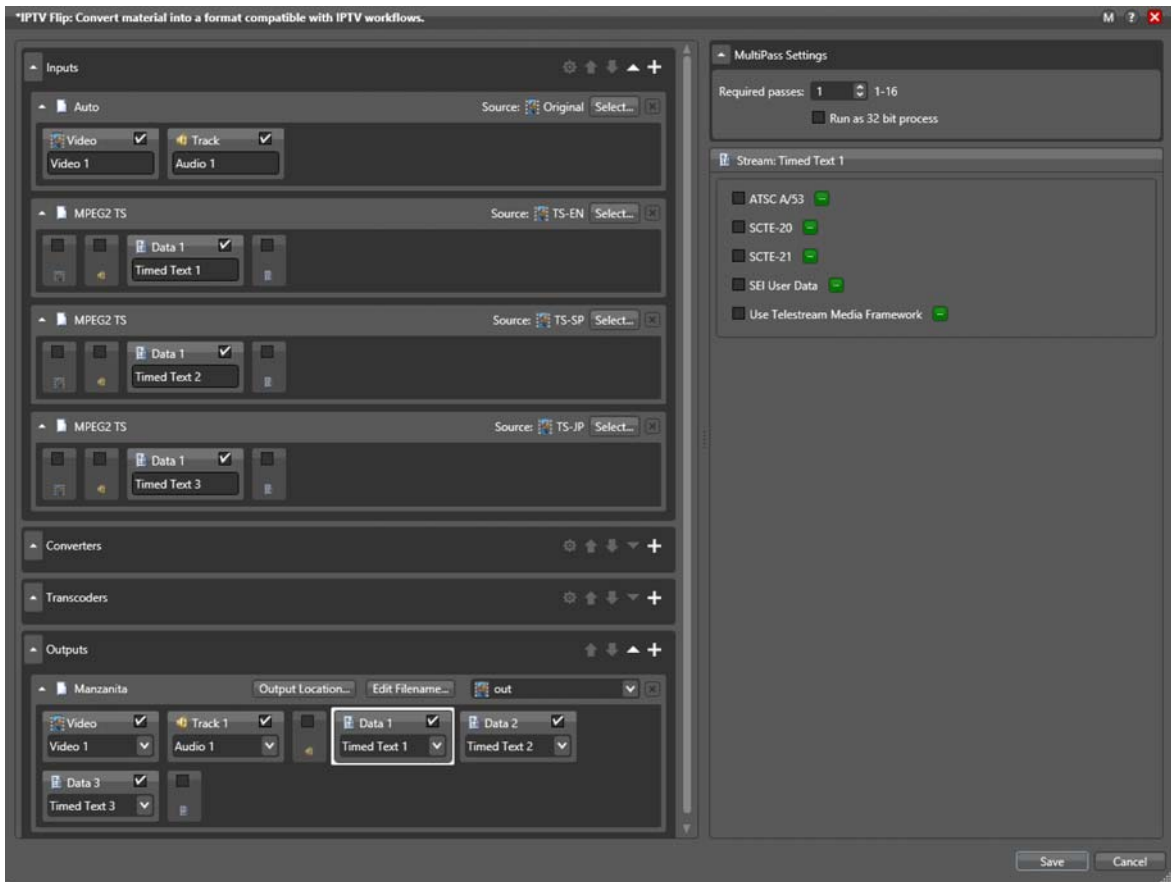 *IPTV Flip: Convert material into a format compatible with IPTV workflows.
M ?
Inputs
Auto
Source: Original Select...
Video
Track
Video 1
Audio 1
MPEG2 TS
Source: TS-EN Select...
Data 1
Timed Text 1
MPEG2 TS
Source: TS-SP Select...
Data 1
Timed Text 2
MPEG2 TS
Source: TS-JP Select...
Data 1
Timed Text 3
Converters
Transcoders
Outputs
Manzanita
Output Location... Edit Filename... out
Video
Track 1
Data 1
Data 2
Video 1
Audio 1
Timed Text 1
Timed Text 2
Data 3
Timed Text 3
MultiPass Settings
Required passes: 1 1-16
Run as 32 bit process
Stream: Timed Text 1
ATSC A/53
SCTE-20
SCTE-21
SEI User Data
Use Telestream Media Framework
Save Cancel